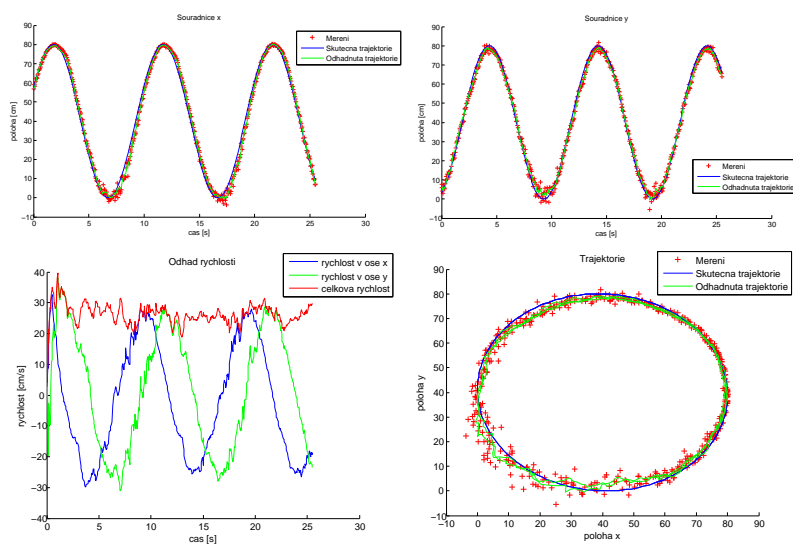 Souradnice x
Mereni
Skutecna trajektorie
Odhadnuta trajektorie
poloha [cm]
90
80
70
60
50
40
30
20
10
0
−10
0 5 10 15 20 25 30
cas [s]
Souradnice y
Mereni
Skutecna trajektorie
Odhadnuta trajektorie
poloha [cm]
90
80
70
60
50
40
30
20
10
0
−10
0 5 10 15 20 25 30
cas [s]
Odhad rychlosti
rychlost v ose x
rychlost v ose y
celkova rychlost
rychlost [cm/s]
40
30
20
10
0
−10
−20
−30
−40
0 5 10 15 20 25 30
cas [s]
Trajektorie
Mereni
Skutecna trajektorie
Odhadnuta trajektorie
poloha y
90
80
70
60
50
40
30
20
10
0
−10
−10 0 10 20 30 40 50 60 70 80 90
poloha x